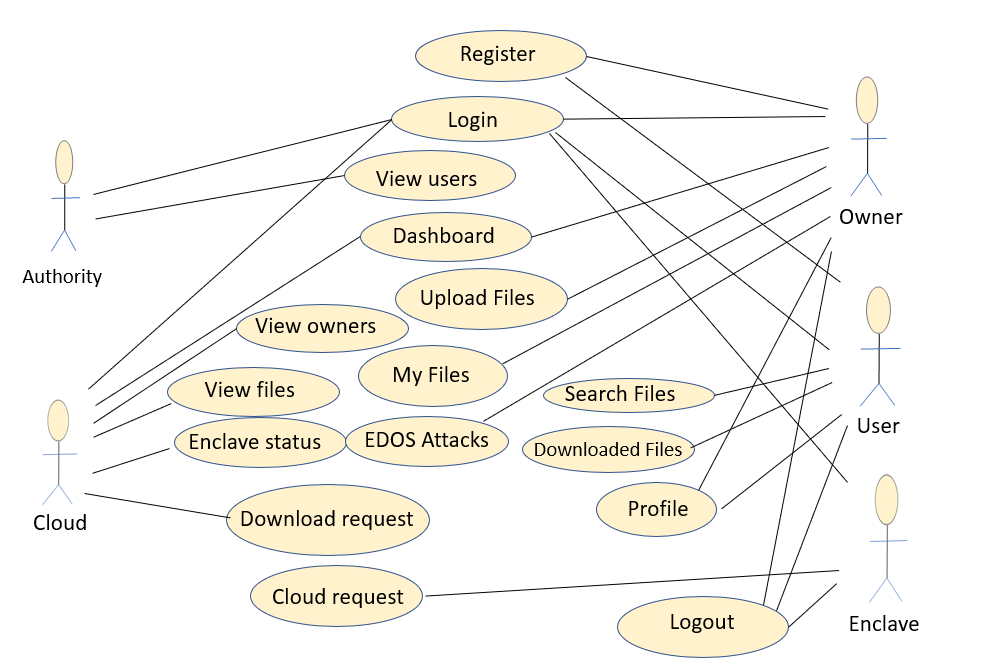 Register
Login
View users
Dashboard
Upload Files
View owners
My Files
View files
Search Files
Enclave status
EDOS Attacks
Downloaded Files
Profile
Download request
Cloud request
Logout
Authority
Cloud
Owner
User
Enclave